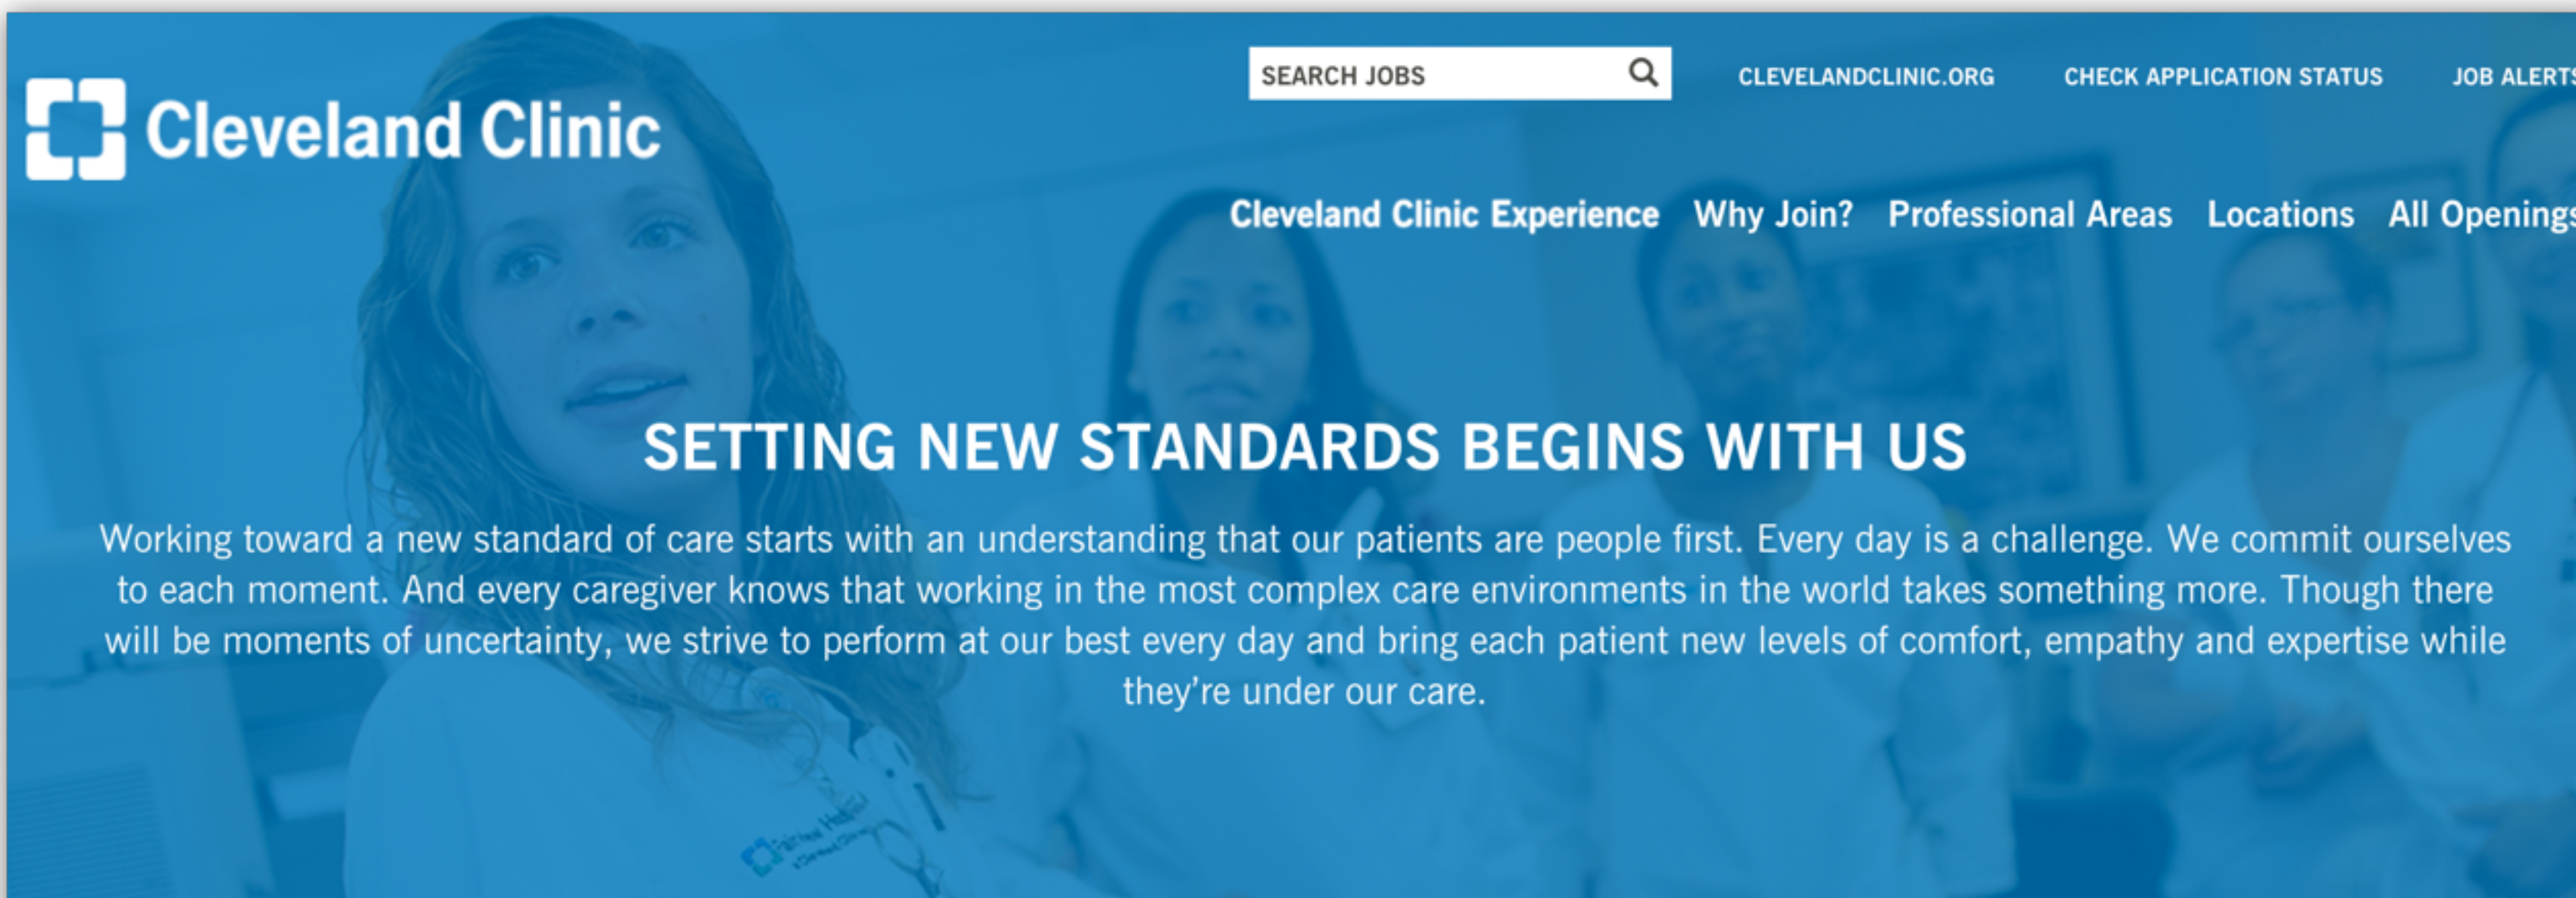 Cleveland Clinic
SEARCH JOBS
CLEVELANDCLINIC.ORG
CHECK APPLICATION STATUS
JOB ALERTS
Cleveland Clinic Experience
Why Join?
Professional Areas
Locations
All Openings
SETTING NEW STANDARDS BEGINS WITH US
Working toward a new standard of care starts with an understanding that our patients are people first. Every day is a challenge. We commit ourselves
to each moment. And every caregiver knows that working in the most complex care environments in the world takes something more. Though there
will be moments of uncertainty, we strive to perform at our best every day and bring each patient new levels of comfort, empathy and expertise while
they're under our care.